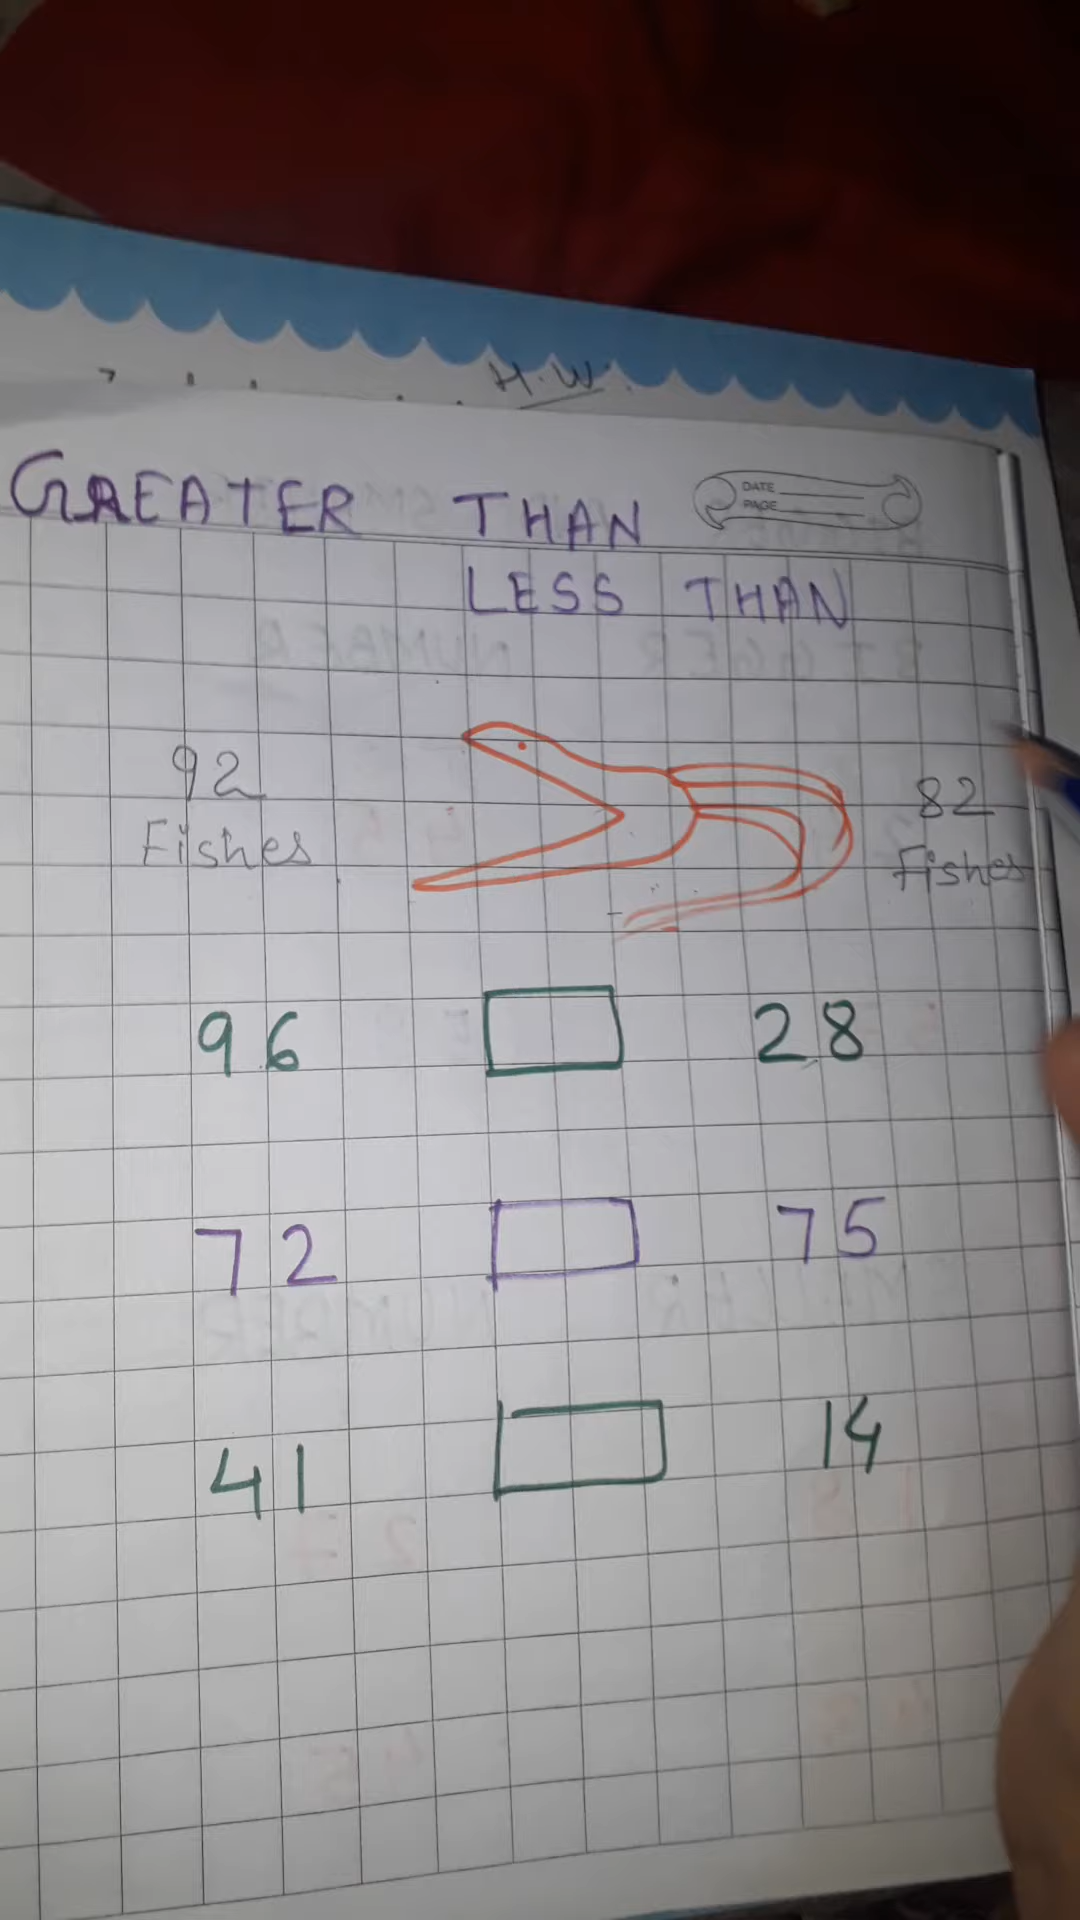 H.W.
GREATER THAN
DATE
PAGE
LESS THAN
92 82
Fishes Fishes
96 28
72 75
41 14